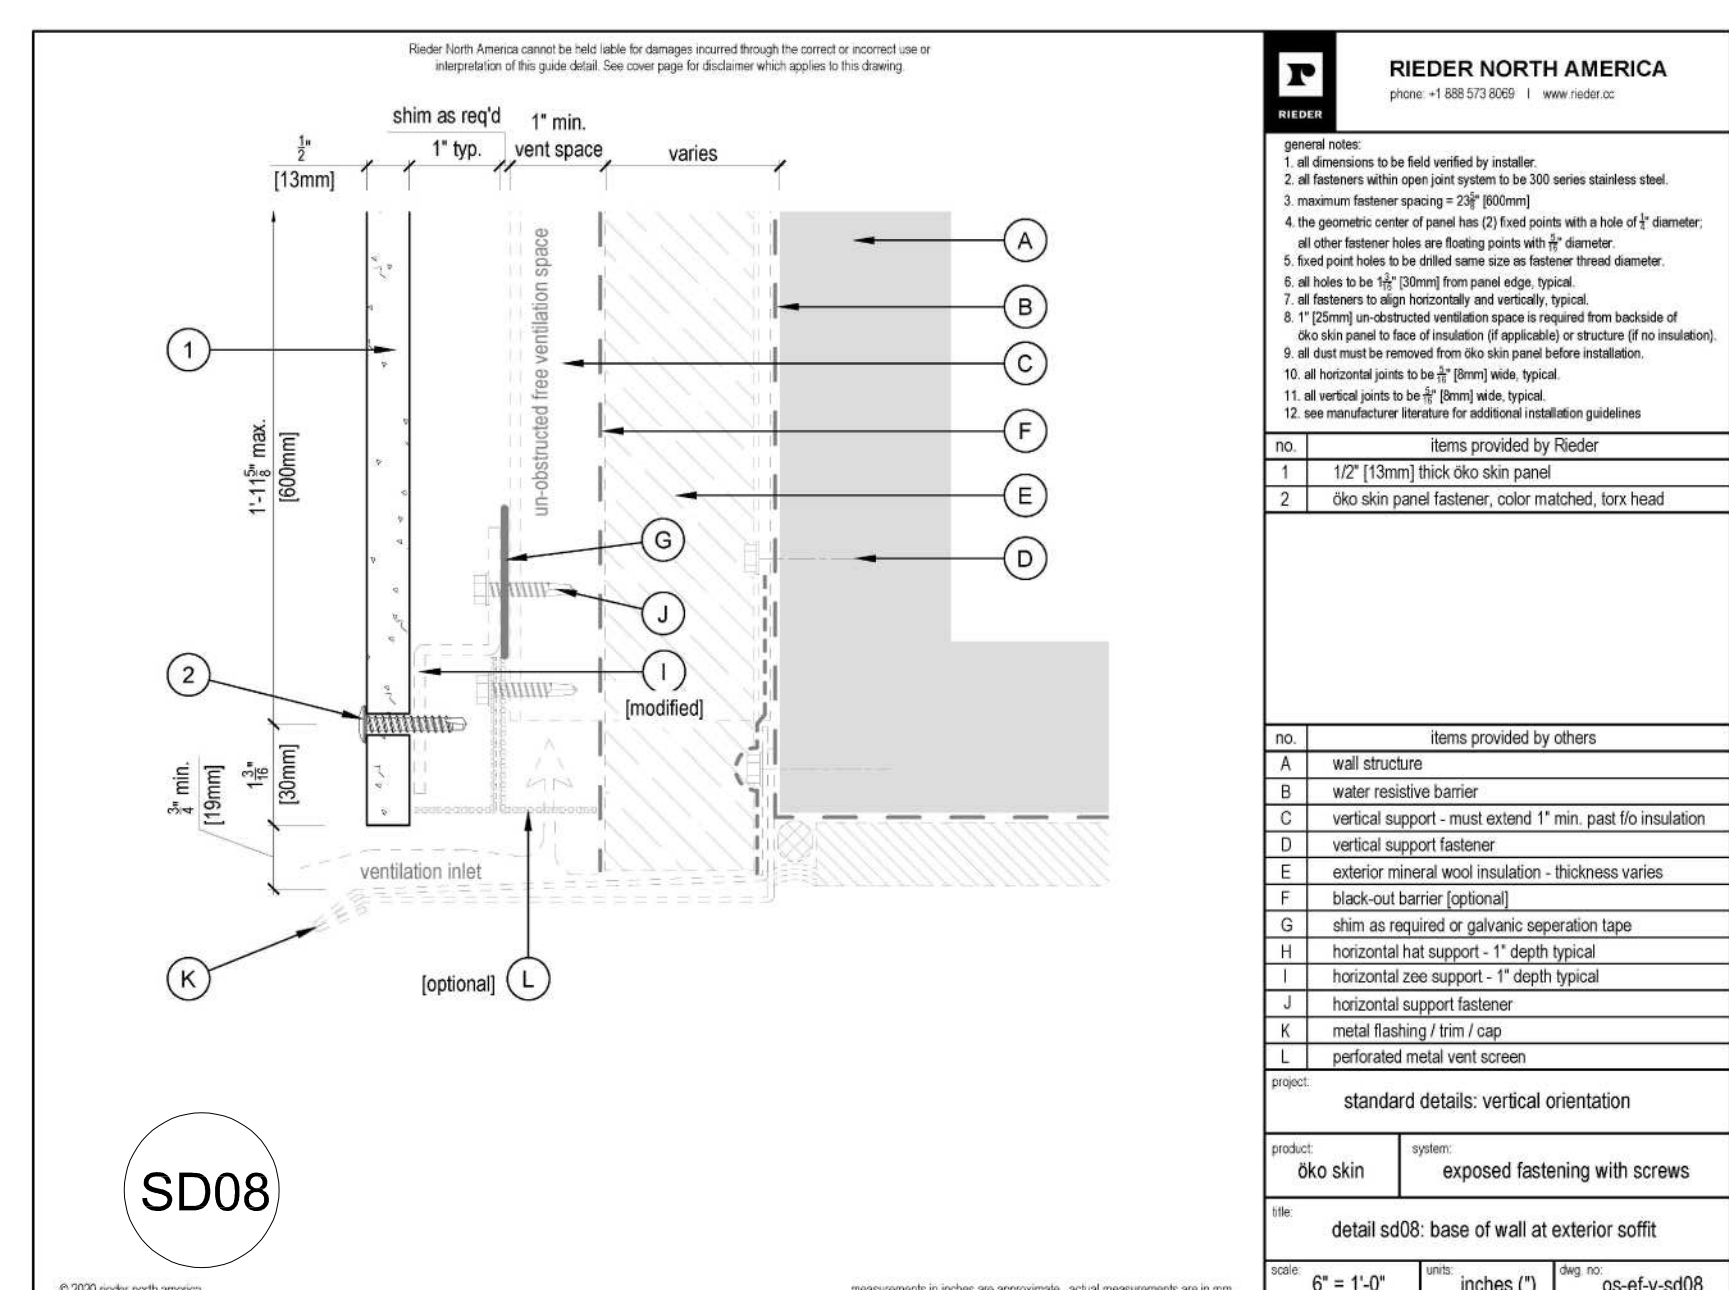 Rieder North America cannot be held liable for damages incurred through the correct or incorrect use or
interpretation of this guide detail. See cover page for disclaimer which applies to this drawing.
shim as req'd
1" min.
1/2"
1" typ.
vent space
varies
[13mm]
un-obstructed free ventilation space
A
B
1
C
1'-11 5/8" max.
[600mm]
F
E
G
D
J
2
I
[modified]
3/4" min.
[19mm]
1 3/16"
[30mm]
ventilation inlet
K
[optional]
L
SD08
RIEDER
RIEDER NORTH AMERICA
phone: +1 888 573 8069 | www.rieder.cc
general notes:
1. all dimensions to be field verified by installer.
2. all fasteners within open joint system to be 300 series stainless steel.
3. maximum fastener spacing = 23 5/8" [600mm]
4. the geometric center of panel has (2) fixed points with a hole of 1/4" diameter;
all other fastener holes are floating points with 5/16" diameter.
5. fixed point holes to be drilled same size as fastener thread diameter.
6. all holes to be 1 3/16" [30mm] from panel edge, typical.
7. all fasteners to align horizontally and vertically, typical.
8. 1" [25mm] un-obstructed ventilation space is required from backside of
öko skin panel to face of insulation (if applicable) or structure (if no insulation).
9. all dust must be removed from öko skin panel before installation.
10. all horizontal joints to be 5/16" [8mm] wide, typical.
11. all vertical joints to be 5/16" [8mm] wide, typical.
12. see manufacturer literature for additional installation guidelines
no. items provided by Rieder
1 1/2" [13mm] thick öko skin panel
2 öko skin panel fastener, color matched, torx head
no. items provided by others
A wall structure
B water resistive barrier
C vertical support - must extend 1" min. past f/o insulation
D vertical support fastener
E exterior mineral wool insulation - thickness varies
F black-out barrier [optional]
G shim as required or galvanic seperation tape
H horizontal hat support - 1" depth typical
I horizontal zee support - 1" depth typical
J horizontal support fastener
K metal flashing / trim / cap
L perforated metal vent screen
project:
standard details: vertical orientation
product:
öko skin
system:
exposed fastening with screws
title:
detail sd08: base of wall at exterior soffit
scale:
6" = 1'-0"
units:
inches (")
dwg. no:
os-ef-v-sd08
© 2020 rieder north america
measurements in inches are approximate. actual measurements are in mm.